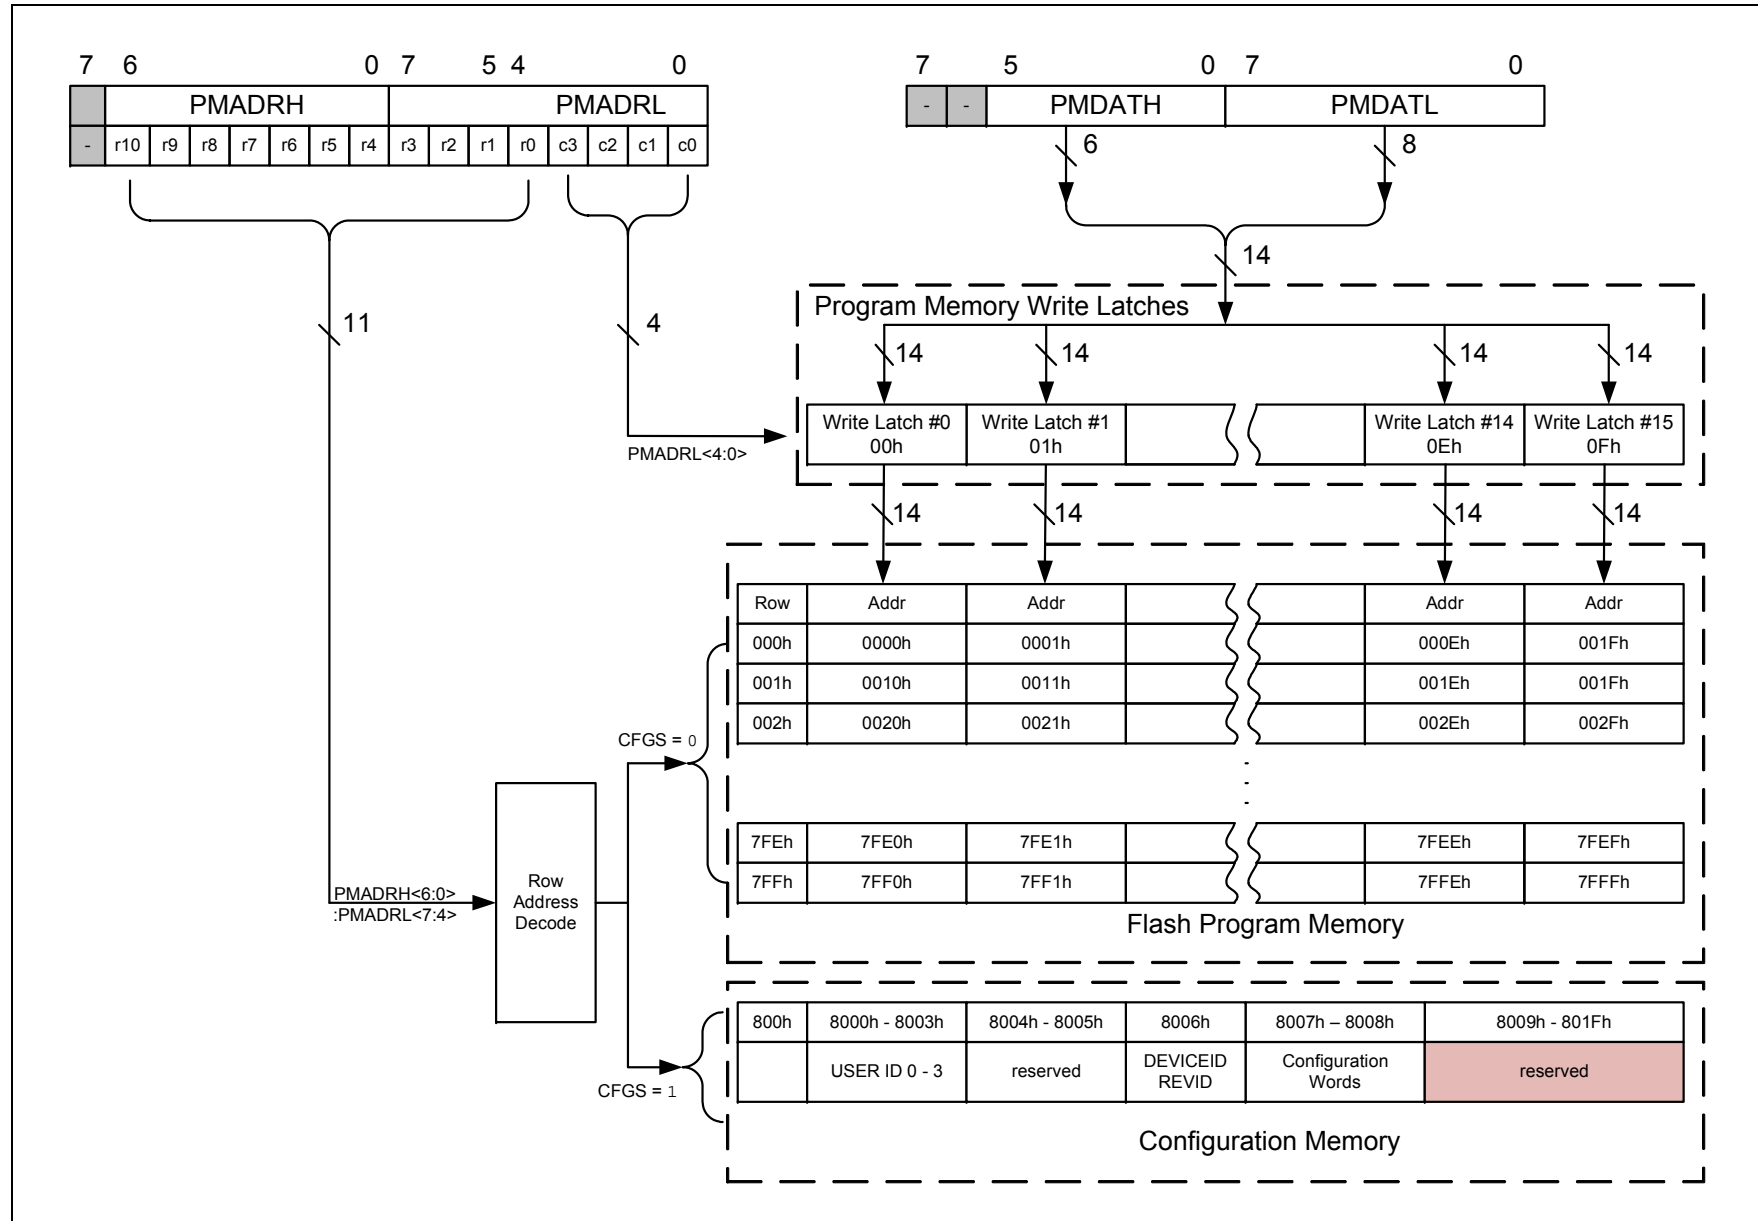 7 6 0 7 5 4 0
PMADRH PMADRL
- r10 r9 r8 r7 r6 r5 r4 r3 r2 r1 r0 c3 c2 c1 c0
7 5 0 7 0
- - PMDATH PMDATL
6 8
14
11
4
Program Memory Write Latches
14 14 14 14
Write Latch #0 Write Latch #1 Write Latch #14 Write Latch #15
00h 01h 0Eh 0Fh
PMADRL<4:0>
14 14 14 14
Row Addr Addr Addr Addr
000h 0000h 0001h 000Eh 001Fh
001h 0010h 0011h 001Eh 001Fh
002h 0020h 0021h 002Eh 002Fh
CFGS = 0
7FEh 7FE0h 7FE1h 7FEEh 7FEFh
7FFh 7FF0h 7FF1h 7FFEh 7FFFh
Flash Program Memory
PMADRH<6:0>
:PMADRL<7:4>
Row
Address
Decode
800h 8000h - 8003h 8004h - 8005h 8006h 8007h – 8008h 8009h - 801Fh
USER ID 0 - 3 reserved DEVICEID REVID Configuration Words reserved
CFGS = 1
Configuration Memory